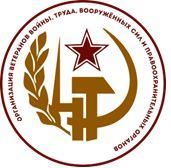 ОРГАНИЗАЦИЯ ВЕТЕРАНОВ ВОЙНЫ, ТРУДА, ВООРУЖЁННЫХ СИЛ И ПРАВООХРАНИТЕЛЬНЫХ ОРГАНОВ